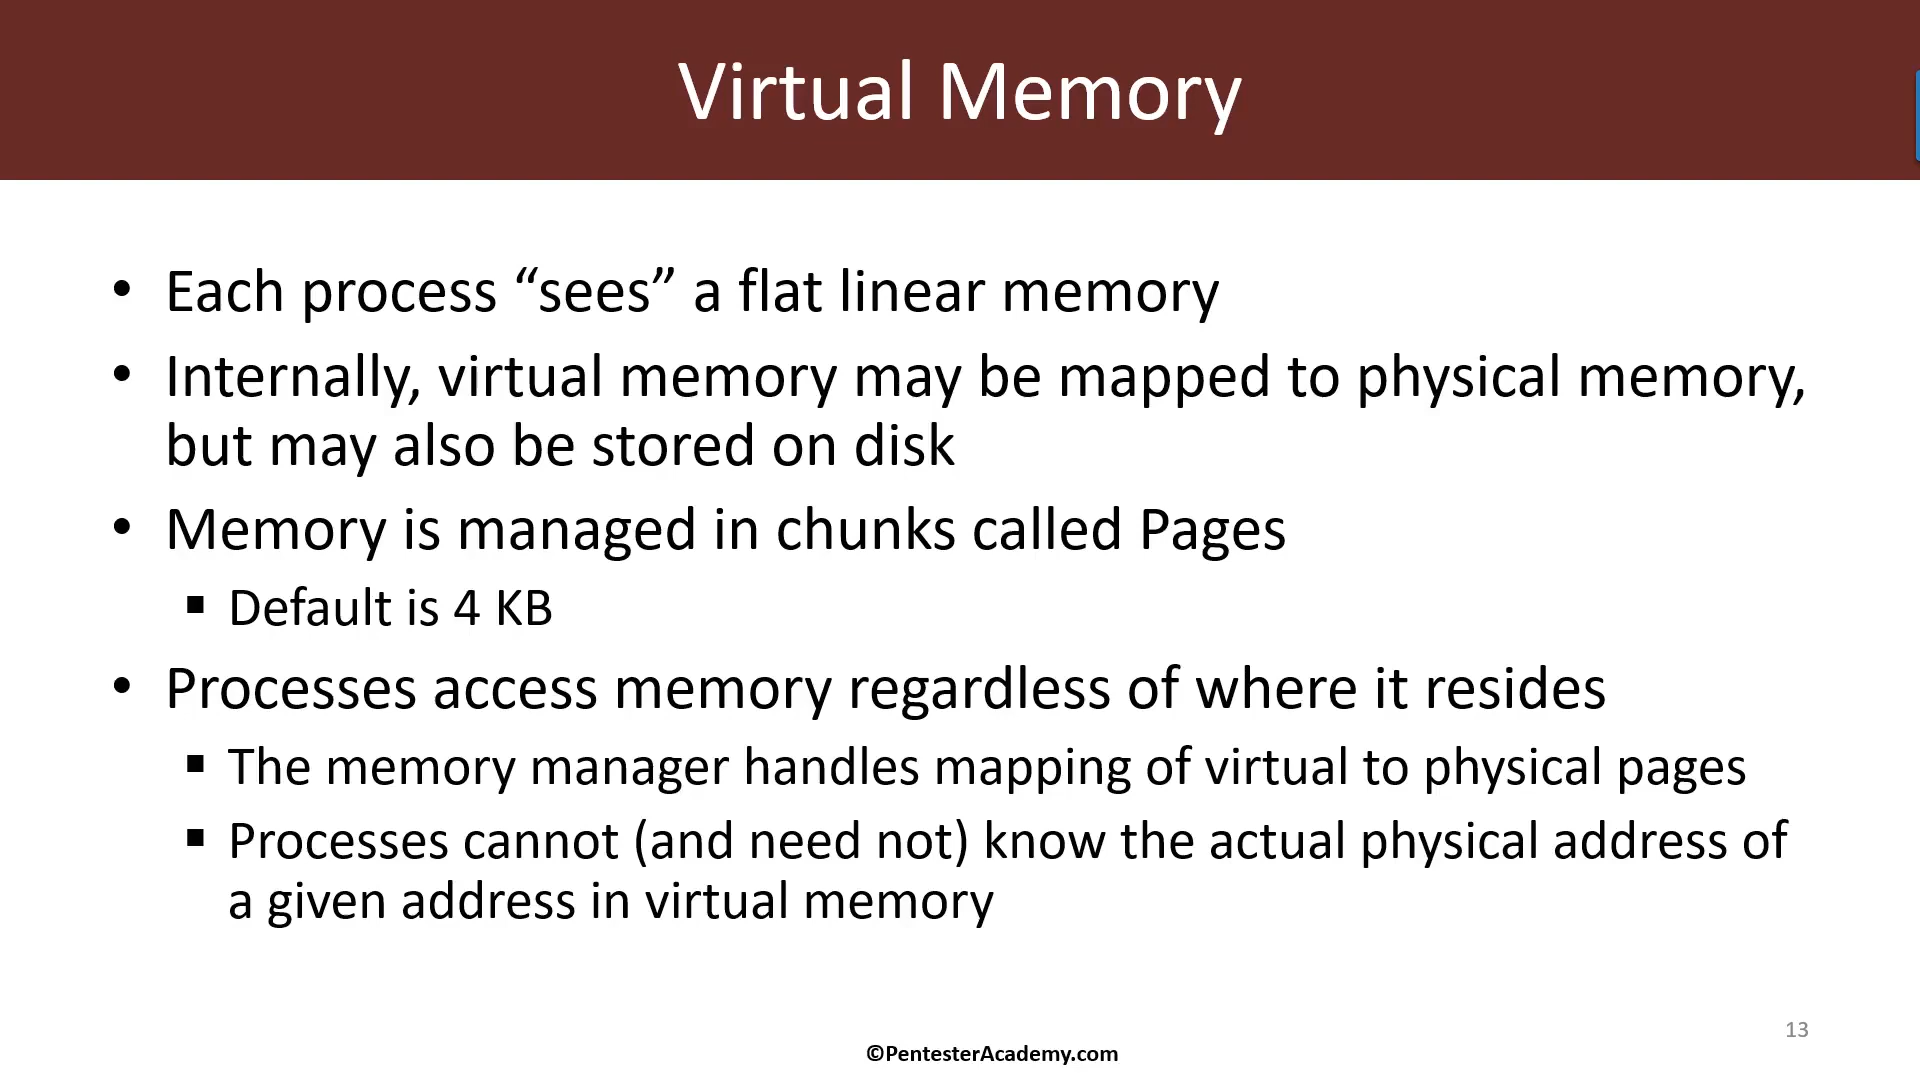 Virtual Memory
• Each process “sees” a flat linear memory
• Internally, virtual memory may be mapped to physical memory,
but may also be stored on disk
• Memory is managed in chunks called Pages
▪ Default is 4 KB
• Processes access memory regardless of where it resides
▪ The memory manager handles mapping of virtual to physical pages
▪ Processes cannot (and need not) know the actual physical address of
a given address in virtual memory
13
©PentesterAcademy.com